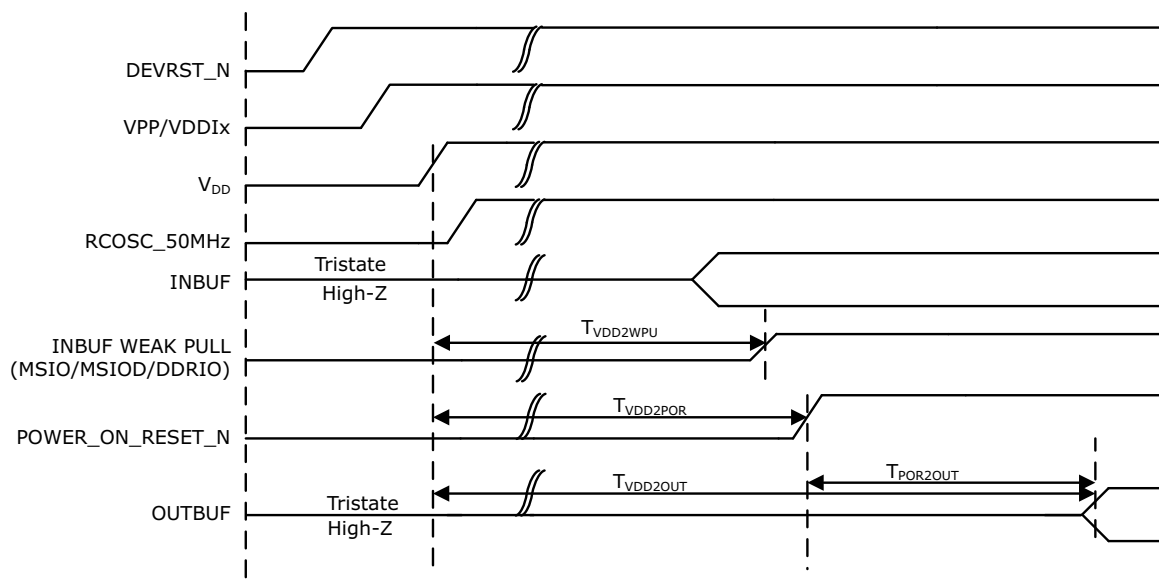 DEVRST_N
VPP/VDDIx
VDD
RCOSC_50MHz
INBUF
Tristate
High-Z
INBUF WEAK PULL
(MSIO/MSIOD/DDRIO)
TVDD2WPU
POWER_ON_RESET_N
TVDD2POR
OUTBUF
Tristate
High-Z
TVDD2OUT
TPOR2OUT